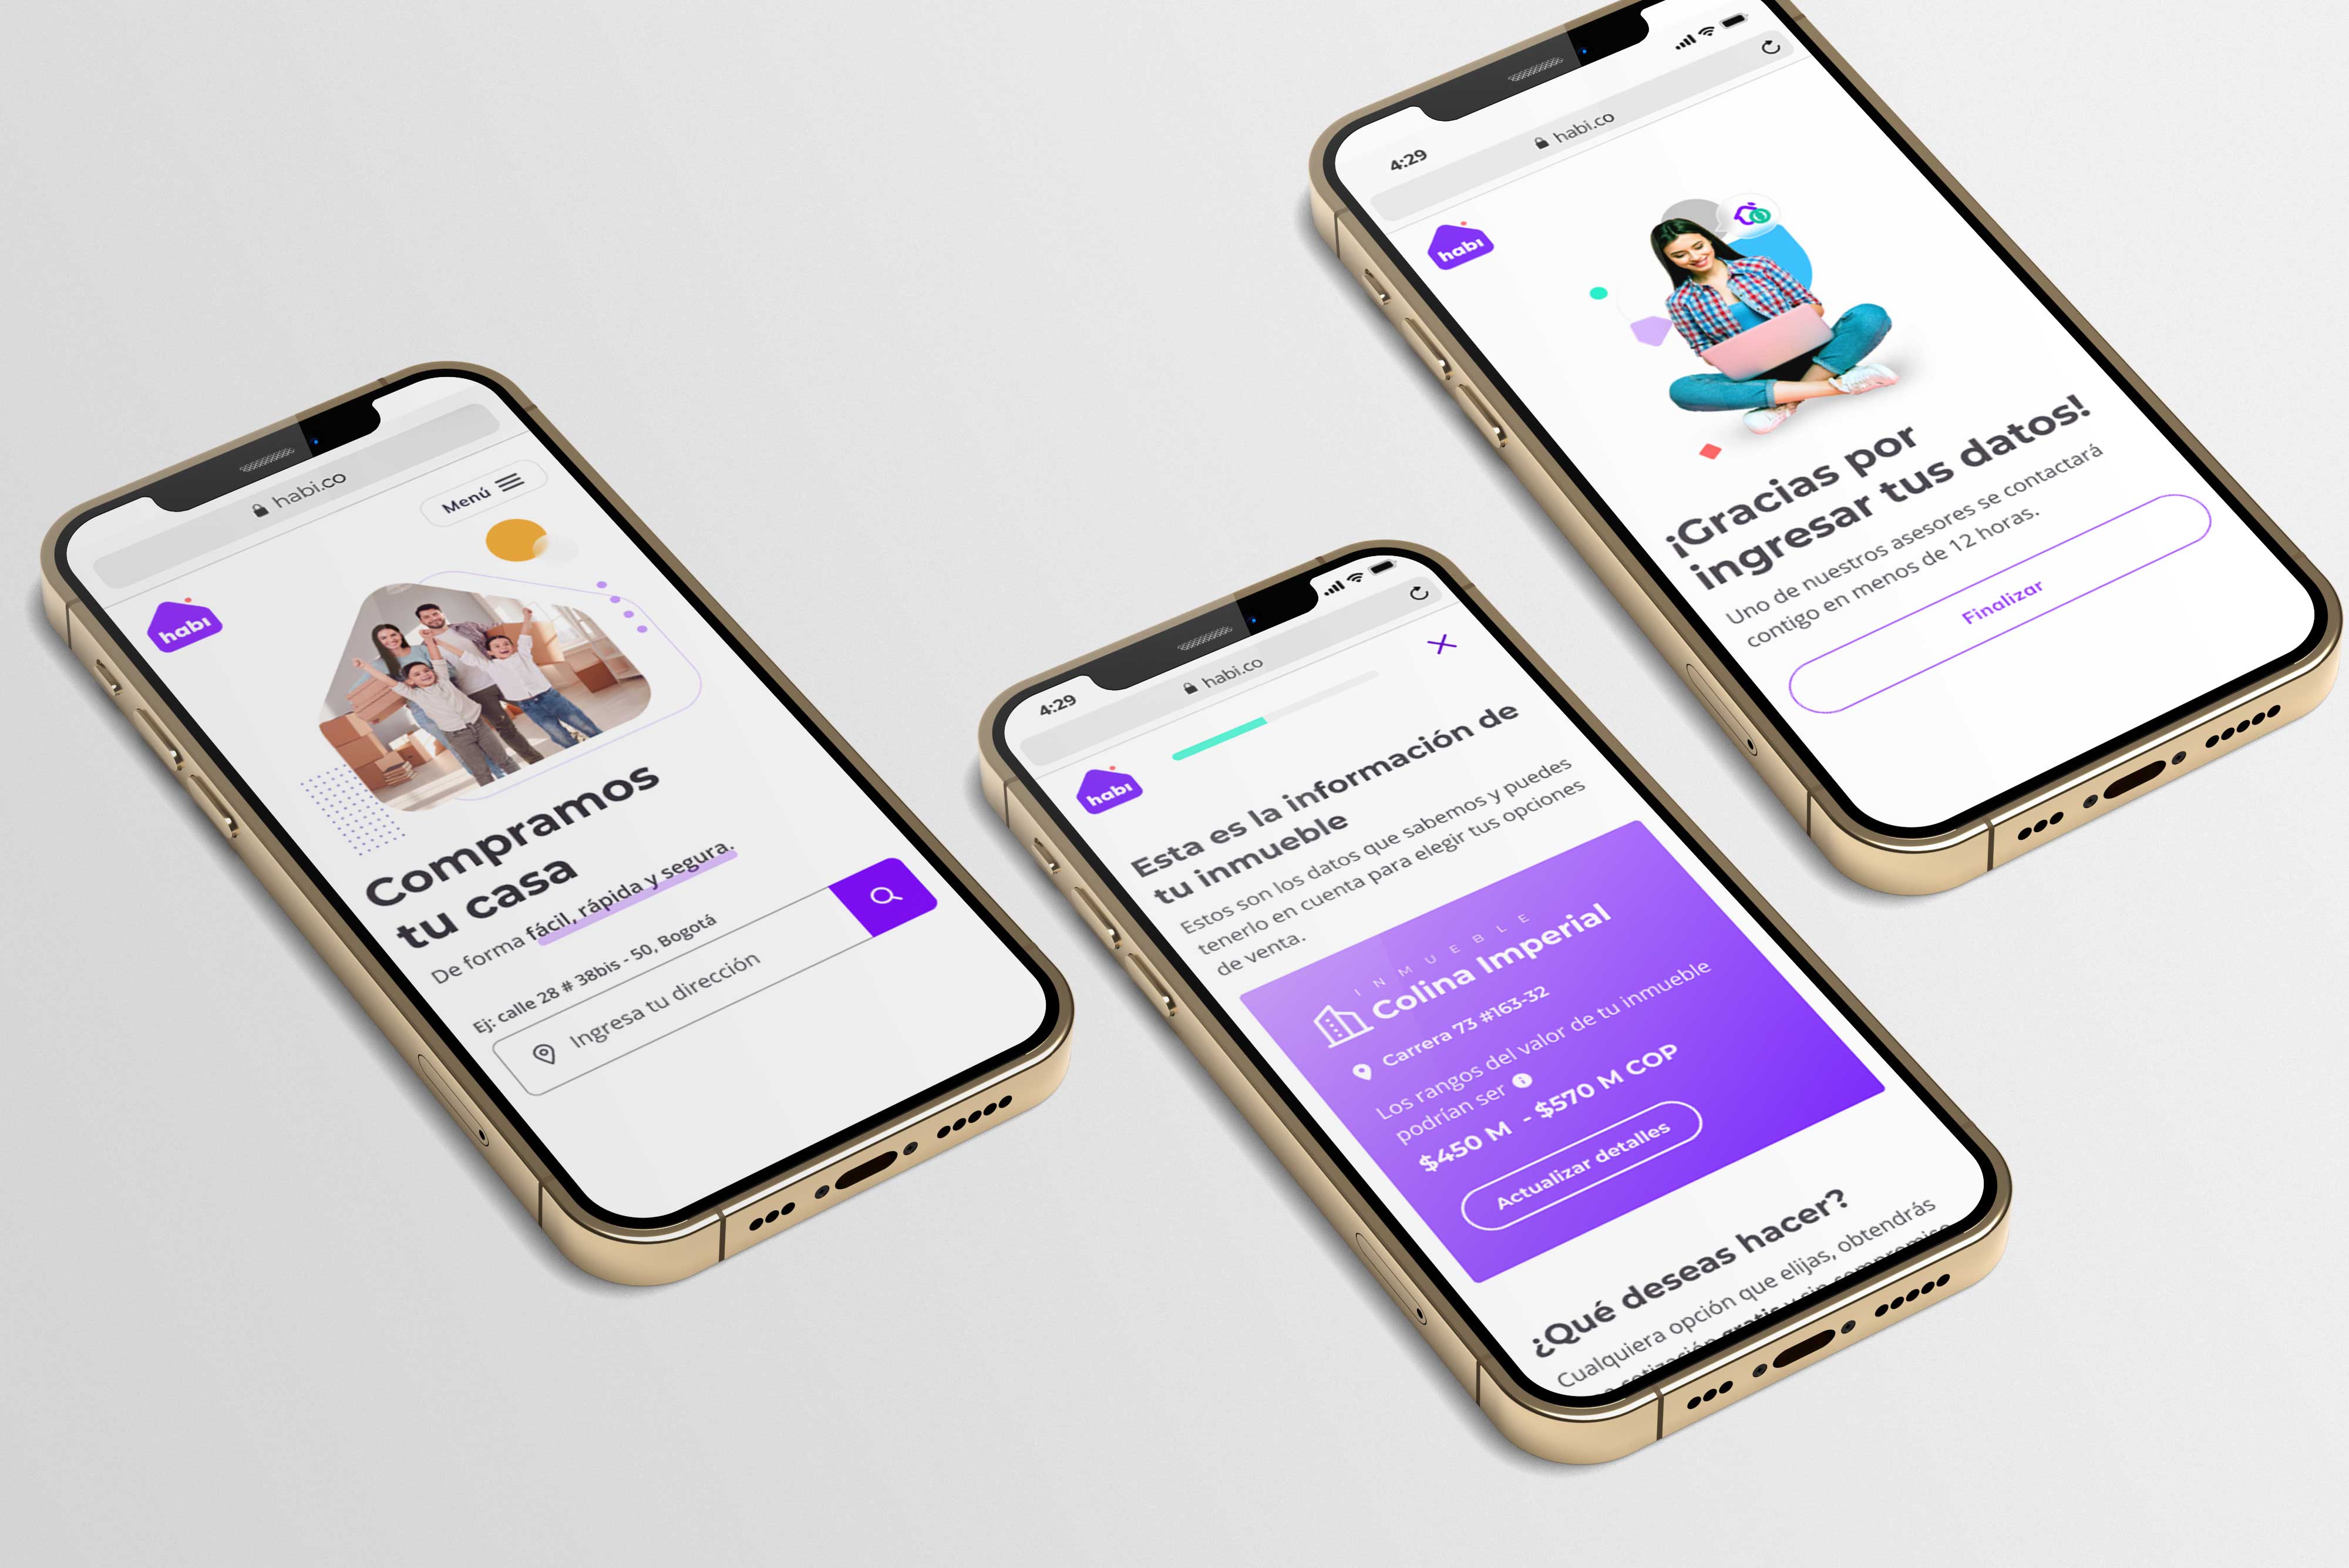 habi.co
Menú
habi
Compramos
tu casa
De forma fácil, rápida y segura.
Ej: calle 28 # 38bis - 50, Bogotá
Ingresa tu dirección
4:29
habi.co
habi
Esta es la información de
tu inmueble
Estos son los datos que sabemos y puedes
tenerlo en cuenta para elegir tus opciones
de venta.
INMUEBLE
Colina Imperial
Carrera 73 #163-32
Los rangos del valor de tu inmueble
podrían ser
$450 M - $570 M COP
Actualizar detalles
¿Qué deseas hacer?
Cualquiera opción que elijas, obtendrás
cotización gratis y sin compromiso
4:29
habi.co
habi
¡Gracias por
ingresar tus datos!
Uno de nuestros asesores se contactará
contigo en menos de 12 horas.
Finalizar